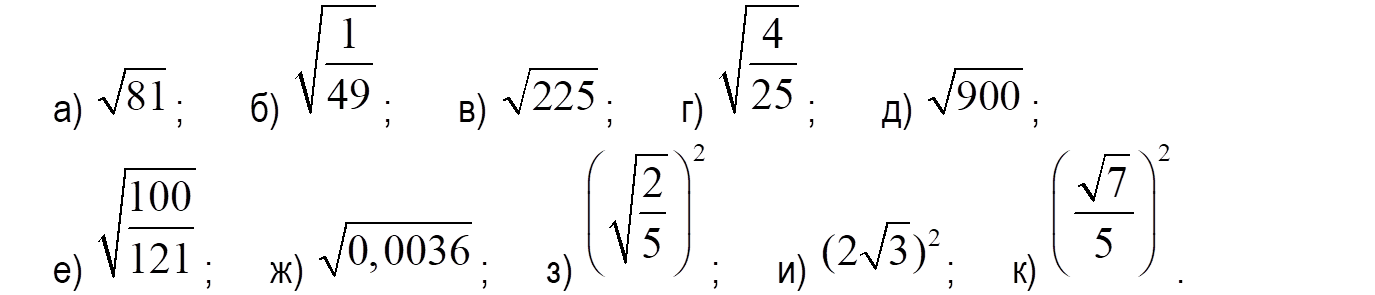 а) √81; б) √(1/49); в) √225; г) √(4/25); д) √900;
е) √(100/121); ж) √0,0036; з) (√(2/5))²; и) (2√3)²; к) (√7/5)².